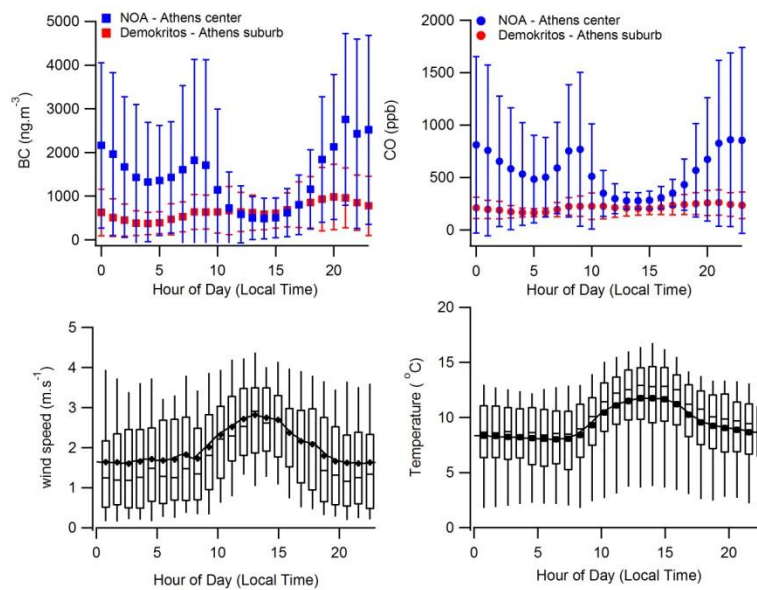 NOA - Athens center
Demokritos - Athens suburb
5000
4000
3000
2000
1000
0
BC (ng.m-3)
0 5 10 15 20
Hour of Day (Local Time)
NOA - Athens center
Demokritos - Athens suburb
2000
1500
1000
500
0
CO (ppb)
0 5 10 15 20
Hour of Day (Local Time)
5
4
3
2
1
0
wind speed (m.s-1)
0 5 10 15 20
Hour of Day (Local Time)
20
15
10
5
0
Temperature ( °C)
0 5 10 15 20
Hour of Day (Local Time)